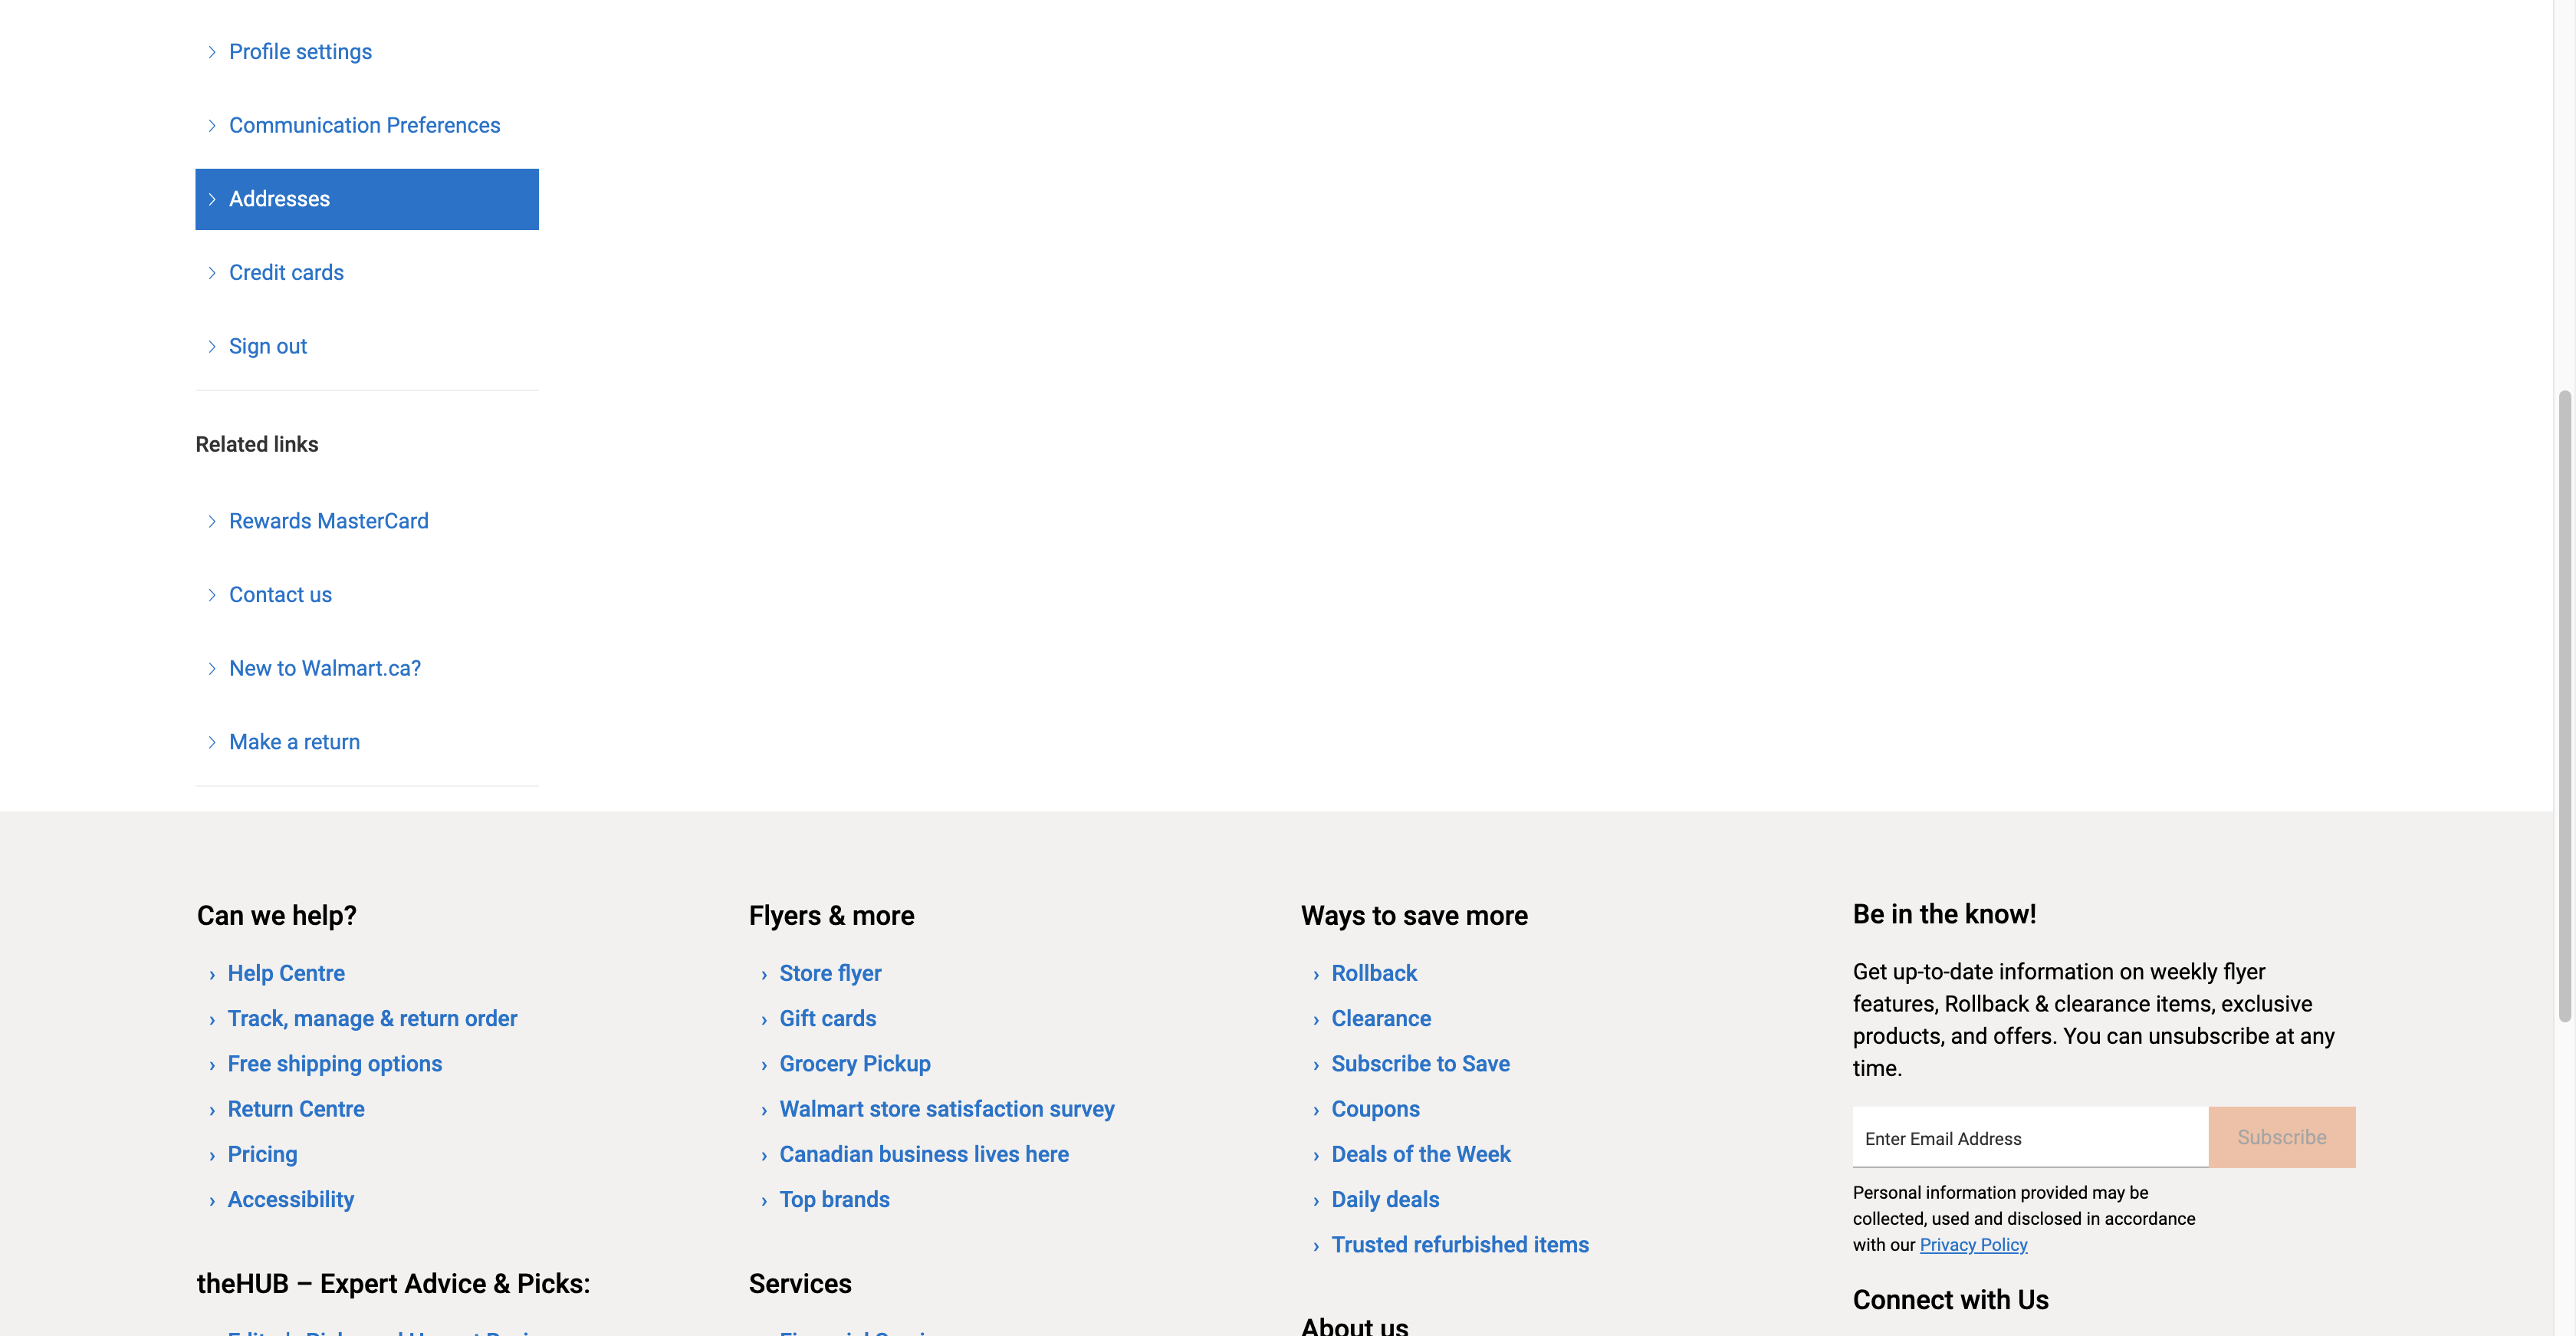 Profile settings
Communication Preferences
Addresses
Credit cards
Sign out
Related links
Rewards MasterCard
Contact us
New to Walmart.ca?
Make a return
Can we help?
Help Centre
Track, manage & return order
Free shipping options
Return Centre
Pricing
Accessibility
theHUB – Expert Advice & Picks:
Flyers & more
Store flyer
Gift cards
Grocery Pickup
Walmart store satisfaction survey
Canadian business lives here
Top brands
Services
Ways to save more
Rollback
Clearance
Subscribe to Save
Coupons
Deals of the Week
Daily deals
Trusted refurbished items
About us
Be in the know!
Get up-to-date information on weekly flyer
features, Rollback & clearance items, exclusive
products, and offers. You can unsubscribe at any
time.
Enter Email Address
Subscribe
Personal information provided may be
collected, used and disclosed in accordance
with our Privacy Policy
Connect with Us